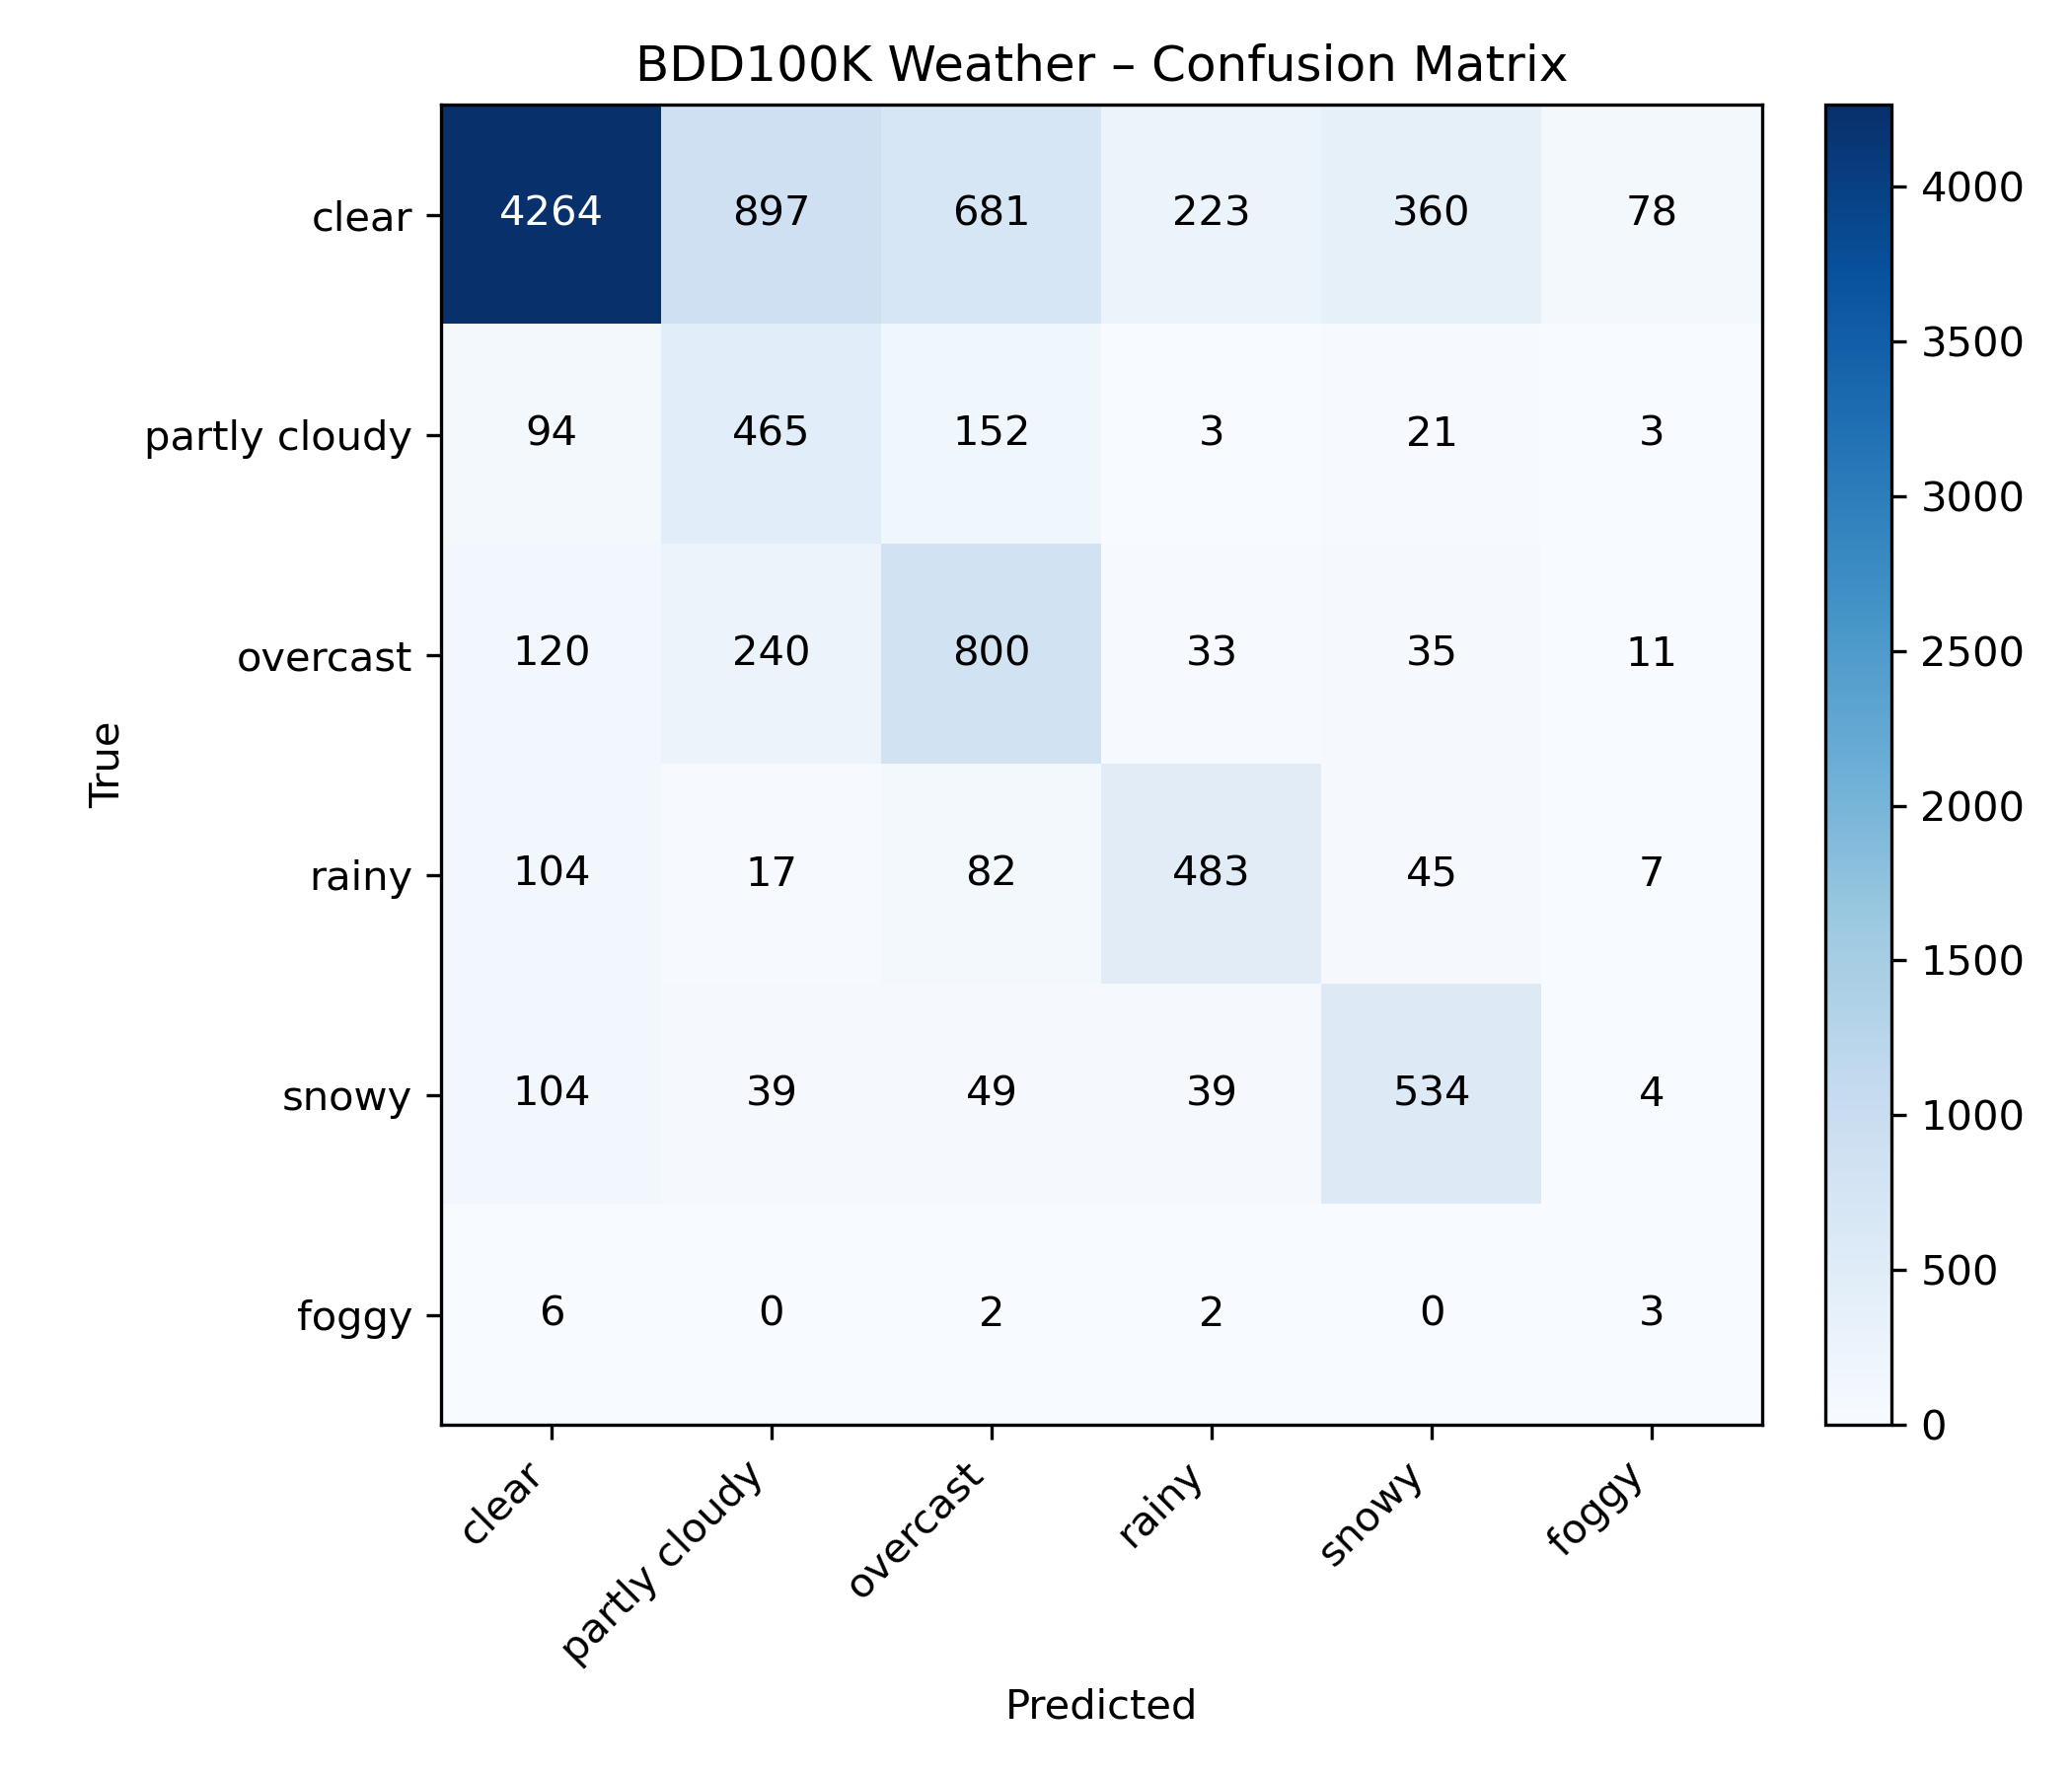 BDD100K Weather – Confusion Matrix
clear 4264 897 681 223 360 78
partly cloudy 94 465 152 3 21 3
overcast 120 240 800 33 35 11
rainy 104 17 82 483 45 7
snowy 104 39 49 39 534 4
foggy 6 0 2 2 0 3
True
clear
partly cloudy
overcast
rainy
snowy
foggy
Predicted
4000
3500
3000
2500
2000
1500
1000
500
0